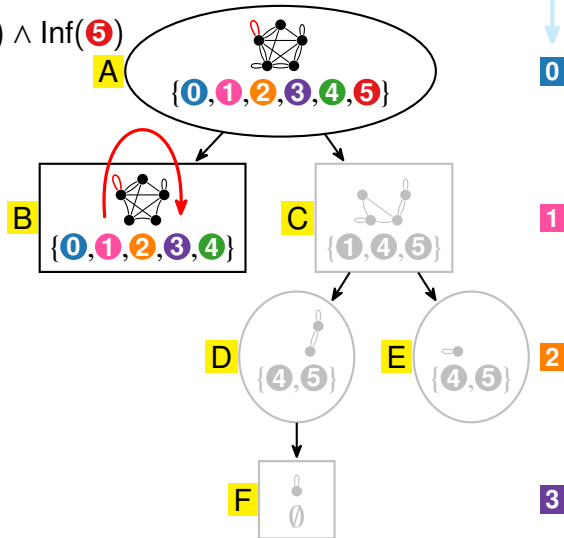 ) ∧ Inf(5)
A
{0,1,2,3,4,5}
0
B
{0,1,2,3,4}
C
{1,4,5}
1
D
{4,5}
E
{4,5}
2
F
∅
3